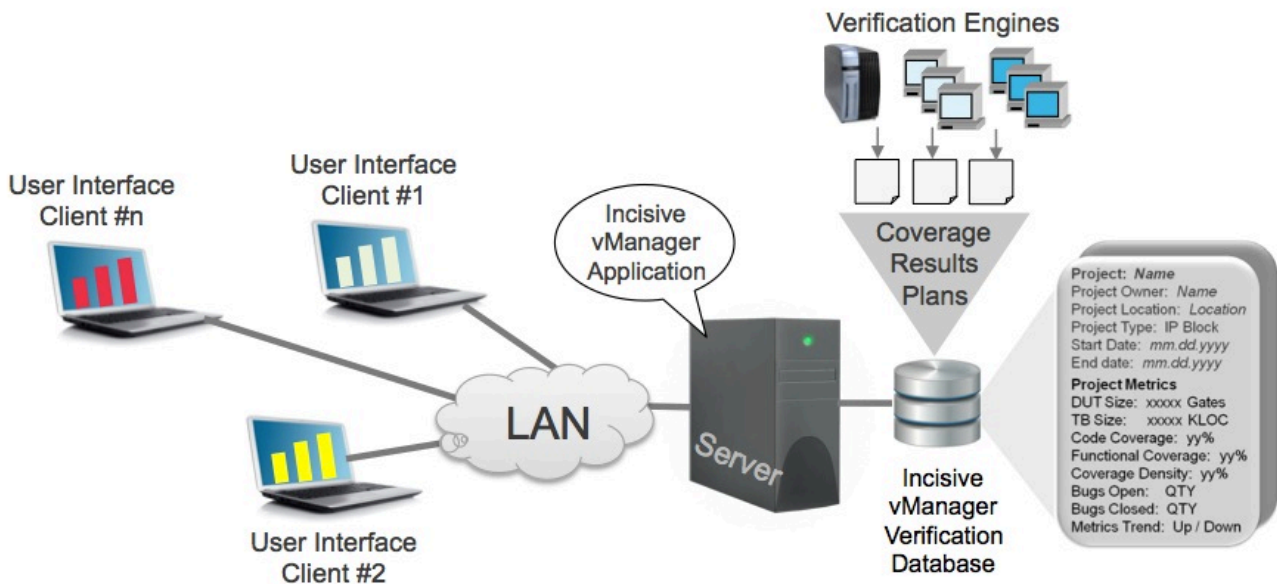 Verification Engines
User Interface
Client #n
User Interface
Client #1
Incisive
vManager
Application
Coverage
Results
Plans
LAN
Server
User Interface
Client #2
Incisive
vManager
Verification
Database
Project: Name
Project Owner: Name
Project Location: Location
Project Type: IP Block
Start Date: mm.dd.yyyy
End date: mm.dd.yyyy
Project Metrics
DUT Size: xxxxx Gates
TB Size: xxxxx KLOC
Code Coverage: yy%
Functional Coverage: yy%
Coverage Density: yy%
Bugs Open: QTY
Bugs Closed: QTY
Metrics Trend: Up / Down